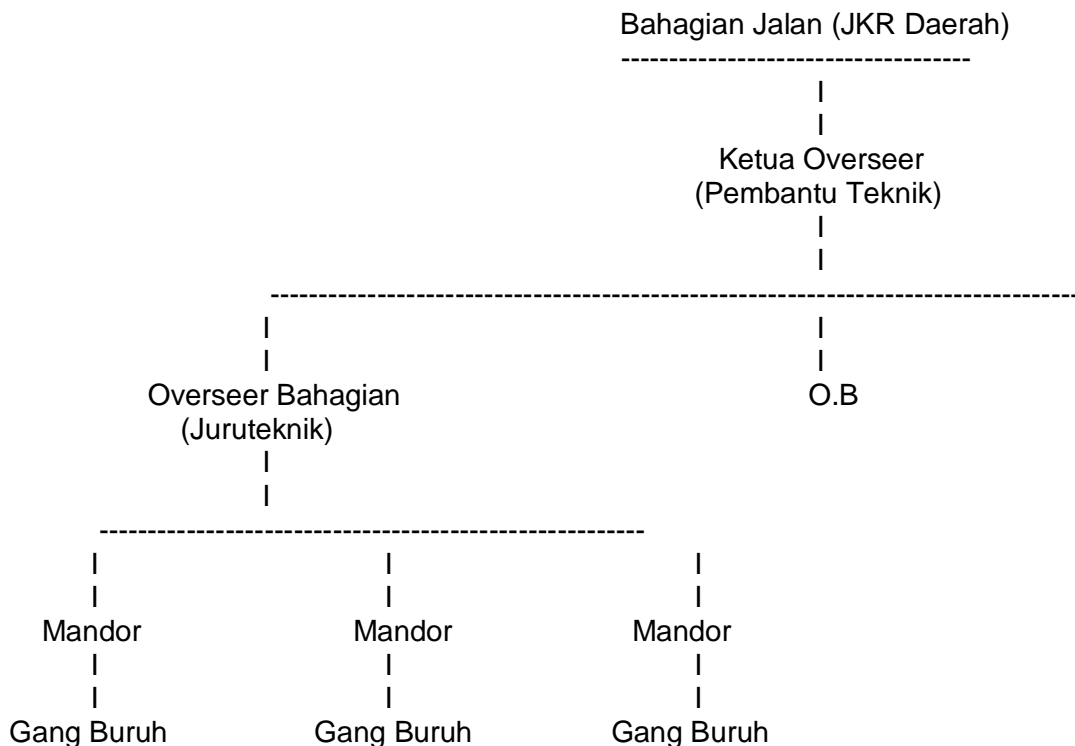 Bahagian Jalan (JKR Daerah)
Ketua Overseer
(Pembantu Teknik)
Overseer Bahagian O.B
(Juruteknik)
Mandor Mandor Mandor
Gang Buruh Gang Buruh Gang Buruh